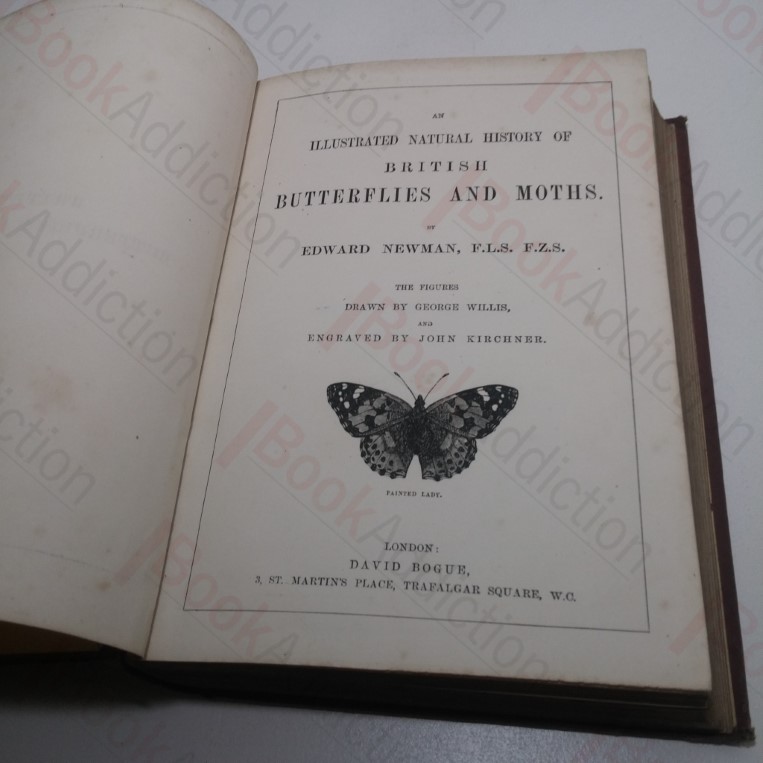 AN
ILLUSTRATED NATURAL HISTORY OF
BRITISH
BUTTERFLIES AND MOTHS.
BY
EDWARD NEWMAN, F.L.S. F.Z.S.
THE FIGURES
DRAWN BY GEORGE WILLIS,
AND
ENGRAVED BY JOHN KIRCHNER.
PAINTED LADY.
LONDON:
DAVID BOGUE,
3, ST. MARTIN'S PLACE, TRAFALGAR SQUARE, W.C.
BookAddiction